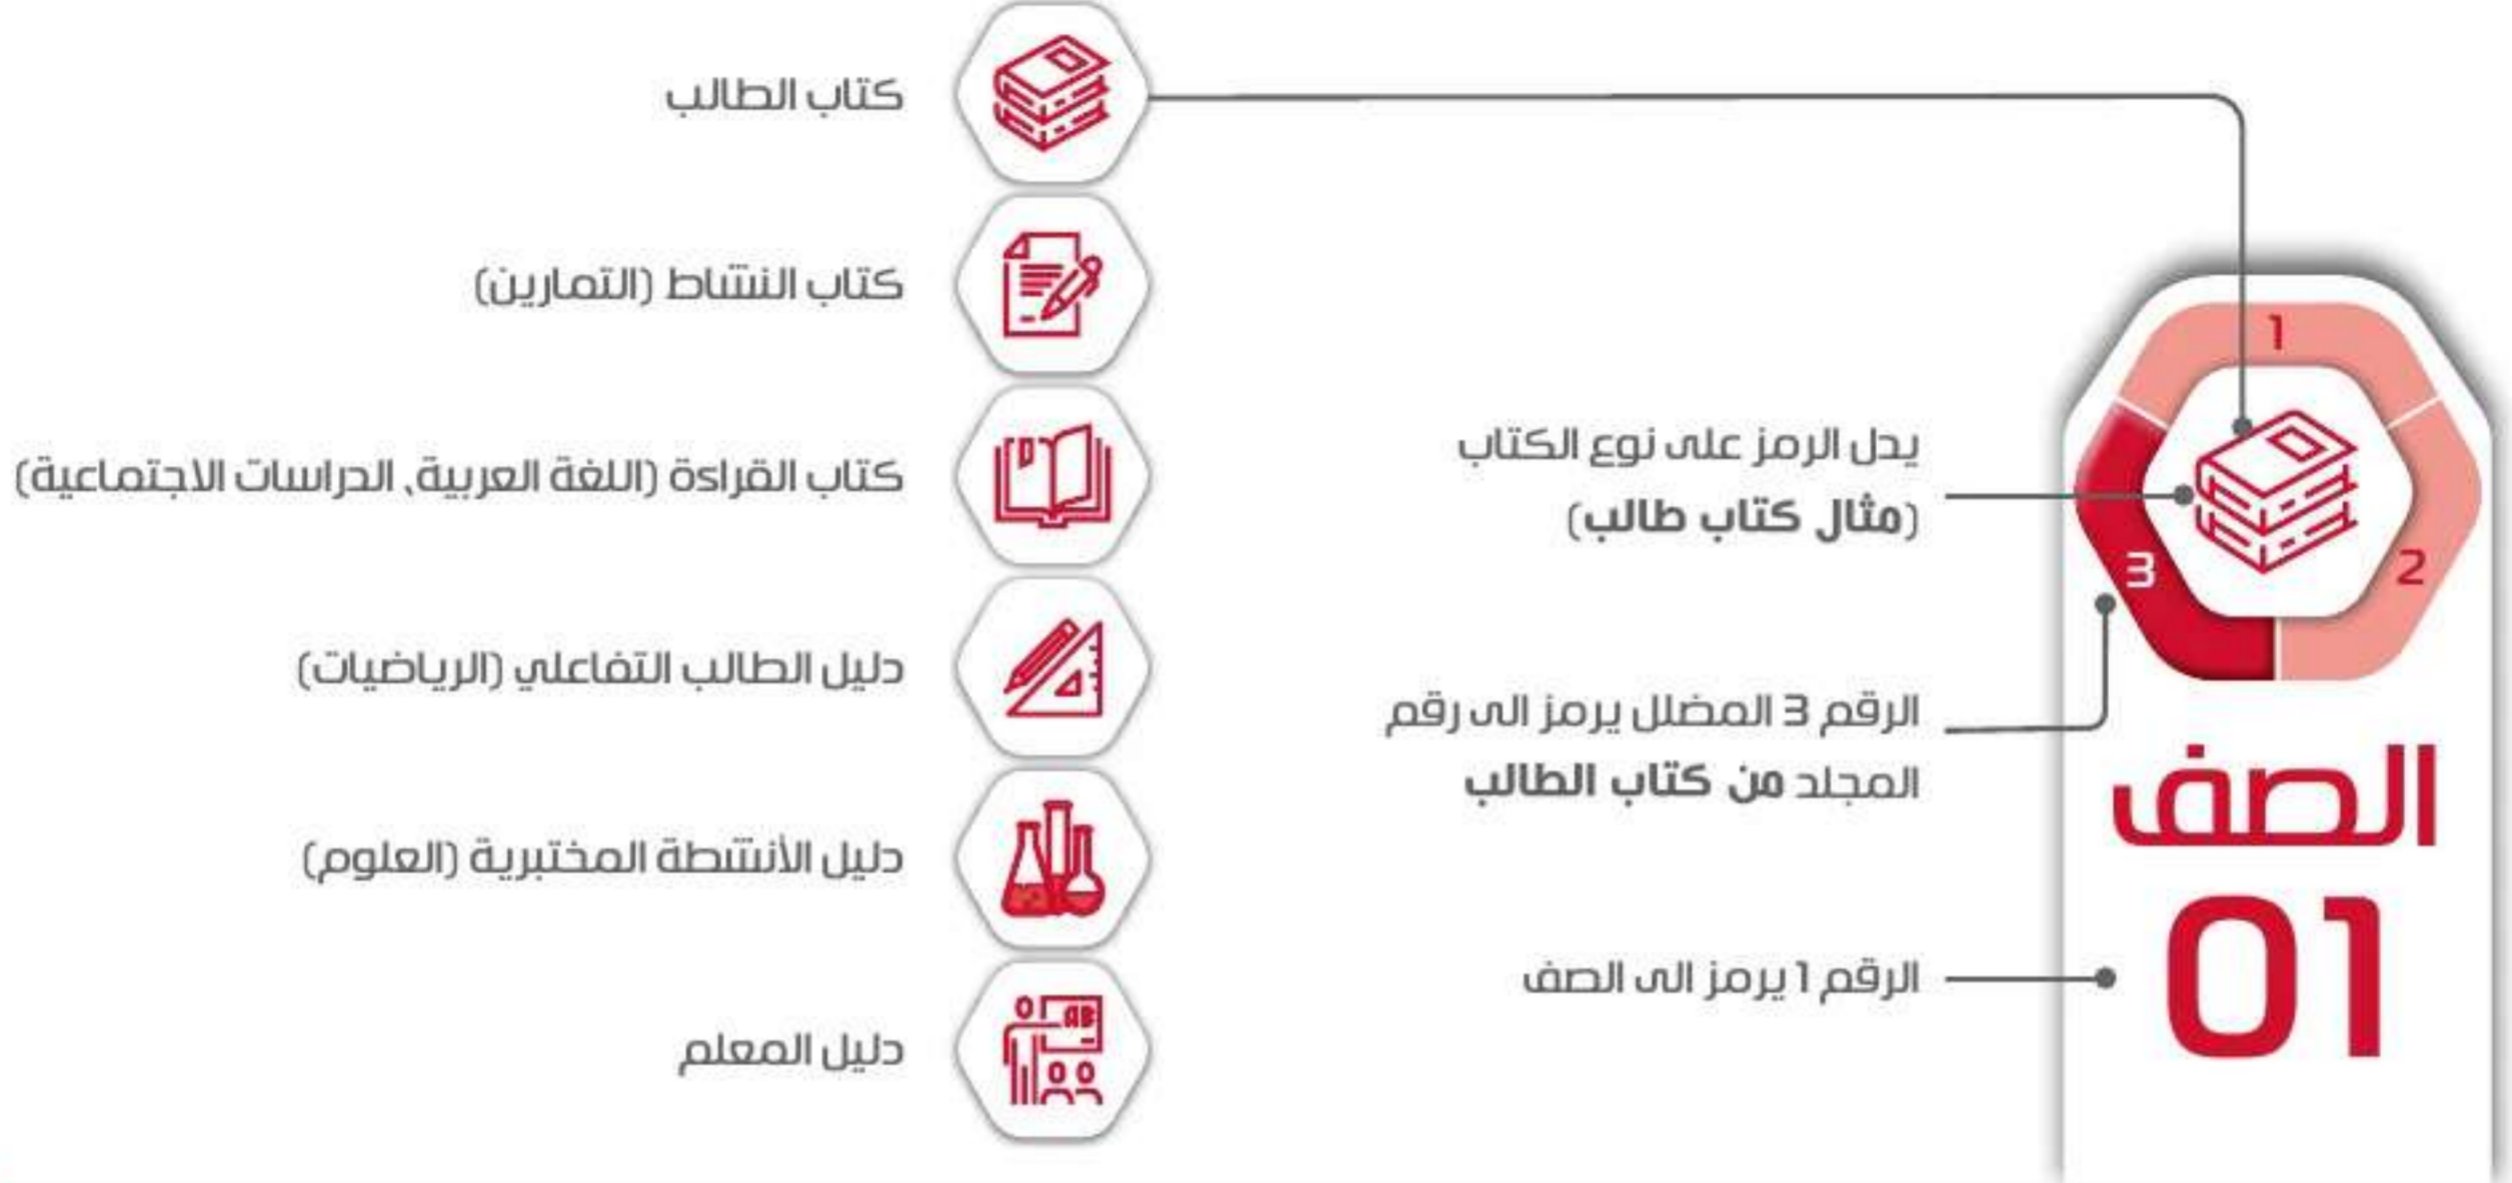 1
2
3
الصف
01
يدل الرمز على نوع الكتاب
(مثال كتاب طالب)
الرقم 3 المضلل يرمز الى رقم
المجلد من كتاب الطالب
الرقم 1 يرمز الى الصف
كتاب الطالب
كتاب النشاط (التمارين)
كتاب القراءة (اللغة العربية، الدراسات الاجتماعية)
دليل الطالب التفاعلي (الرياضيات)
دليل الأنشطة المختبرية (العلوم)
AB
دليل المعلم